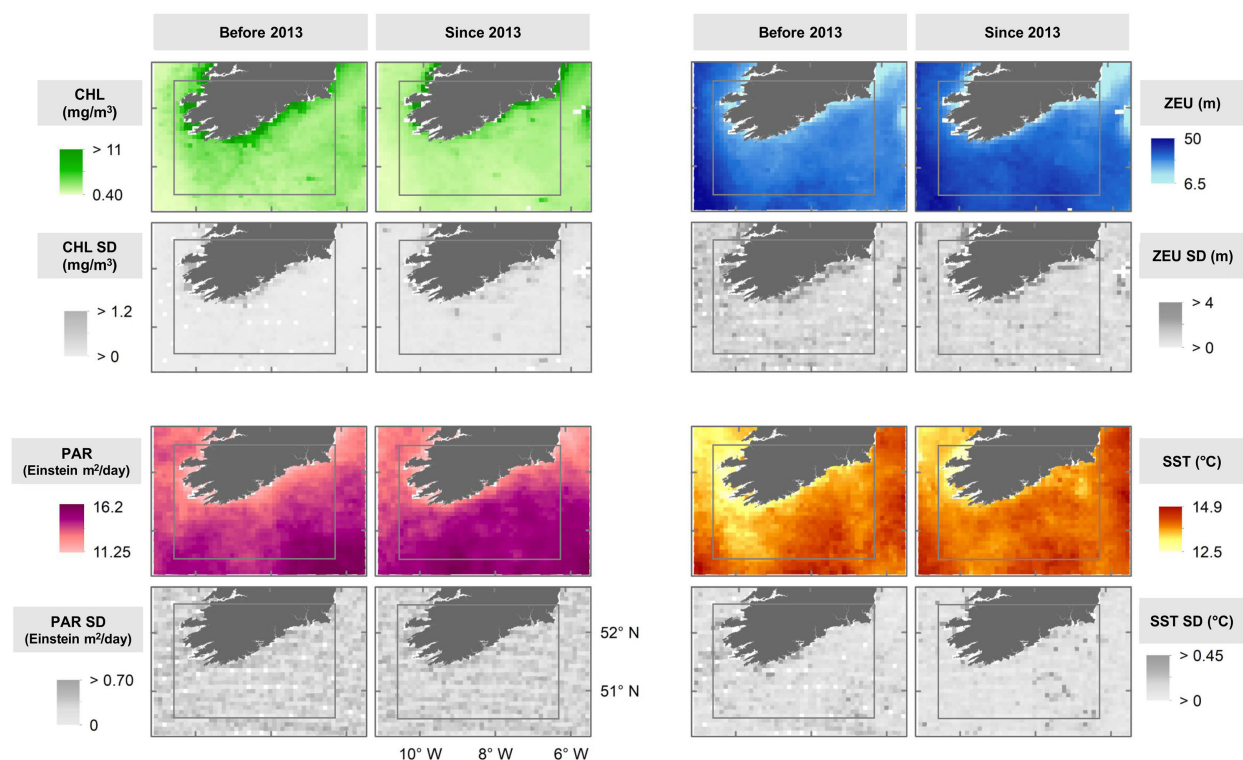 Before 2013
Since 2013
Before 2013
Since 2013
CHL
(mg/m³)
> 11
0.40
ZEU (m)
50
6.5
CHL SD
(mg/m³)
> 1.2
> 0
ZEU SD (m)
> 4
> 0
PAR
(Einstein m²/day)
16.2
11.25
SST (°C)
14.9
12.5
PAR SD
(Einstein m²/day)
> 0.70
0
52° N
51° N
10° W
8° W
6° W
SST SD (°C)
> 0.45
> 0